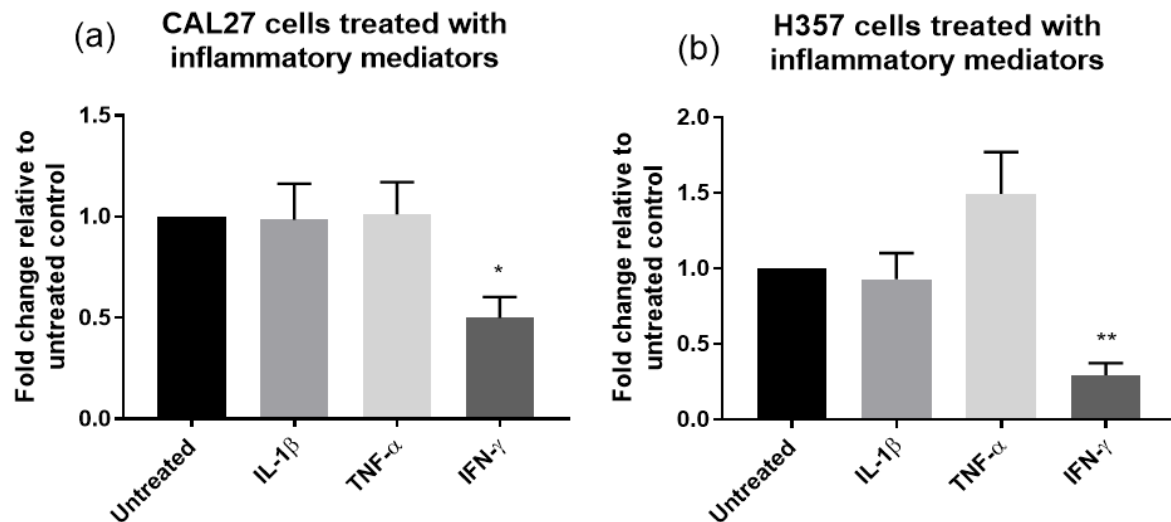 (a)
CAL27 cells treated with
inflammatory mediators
Fold change relative to
untreated control
1.5
1.0
0.5
0.0
*
Untreated
IL-1β
TNF-α
IFN-γ
(b)
H357 cells treated with
inflammatory mediators
Fold change relative to
untreated control
2.0
1.5
1.0
0.5
0.0
**
Untreated
IL-1β
TNF-α
IFN-γ